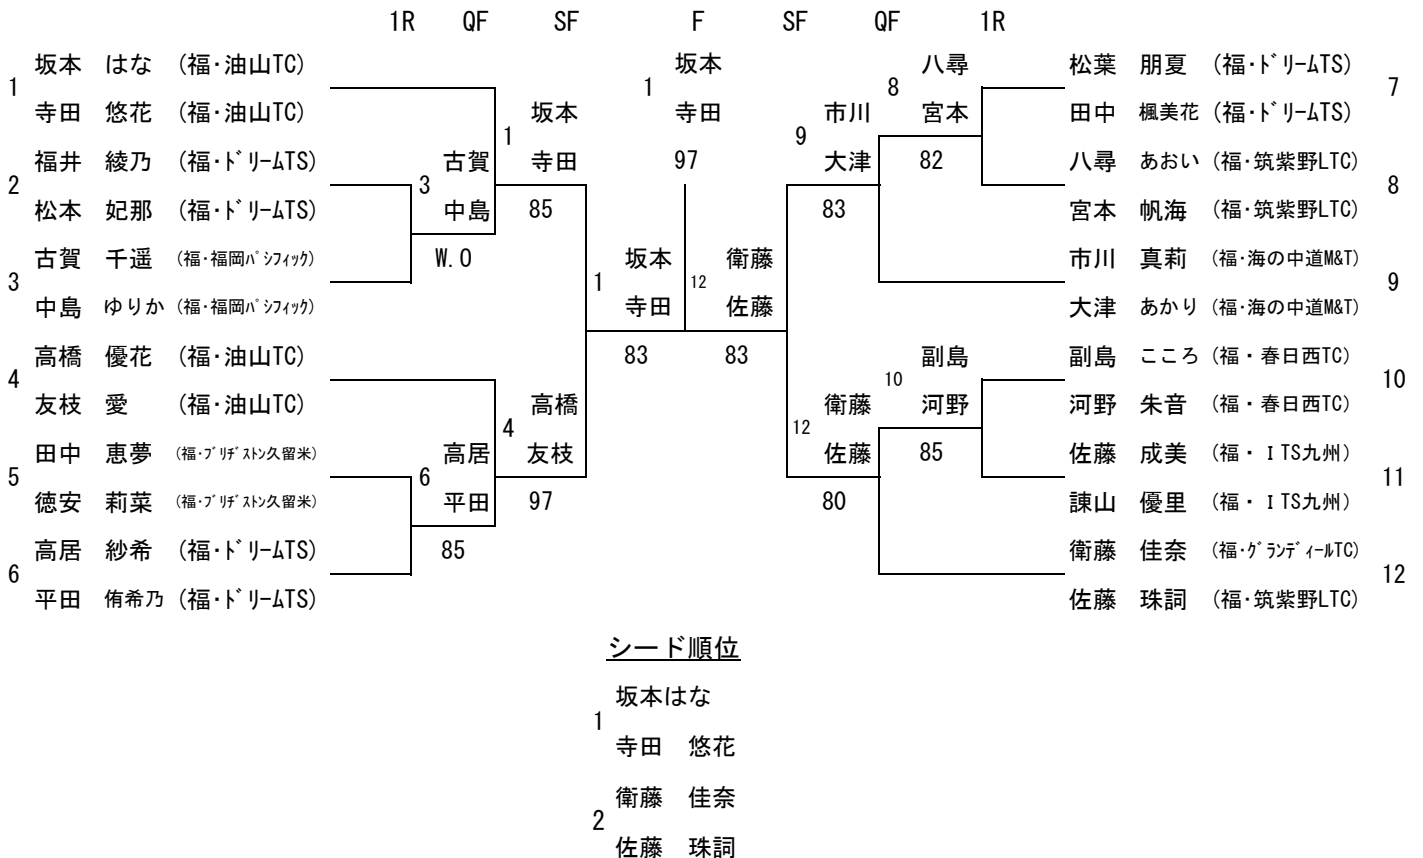 1R QF SF F SF QF 1R
1 坂本 はな (福・油山TC)
寺田 悠花 (福・油山TC)
2 福井 綾乃 (福・ドリームTS)
松本 妃那 (福・ドリームTS)
3 古賀 千遥 (福・福岡パシフィック)
中島 ゆりか (福・福岡パシフィック)
4 高橋 優花 (福・油山TC)
友枝 愛 (福・油山TC)
5 田中 恵夢 (福・ブリヂストン久留米)
徳安 莉菜 (福・ブリヂストン久留米)
6 高居 紗希 (福・ドリームTS)
平田 侑希乃 (福・ドリームTS)
3 古賀
中島
W.O
6 高居
平田
85
1 坂本
寺田
85
4 高橋
友枝
97
1 坂本
寺田
83
1 坂本
寺田
97
12 衛藤
佐藤
83
9 市川
大津
83
12 衛藤
佐藤
80
8 八尋
宮本
82
10 副島
河野
85
松葉 朋夏 (福・ドリームTS) 7
田中 楓美花 (福・ドリームTS)
八尋 あおい (福・筑紫野LTC) 8
宮本 帆海 (福・筑紫野LTC)
市川 真莉 (福・海の中道M&T) 9
大津 あかり (福・海の中道M&T)
副島 こころ (福・春日西TC) 10
河野 朱音 (福・春日西TC)
佐藤 成美 (福・ＩTS九州) 11
諌山 優里 (福・ＩTS九州)
衛藤 佳奈 (福・グランディールTC) 12
佐藤 珠詞 (福・筑紫野LTC)
シード順位
1 坂本はな
寺田 悠花
2 衛藤 佳奈
佐藤 珠詞